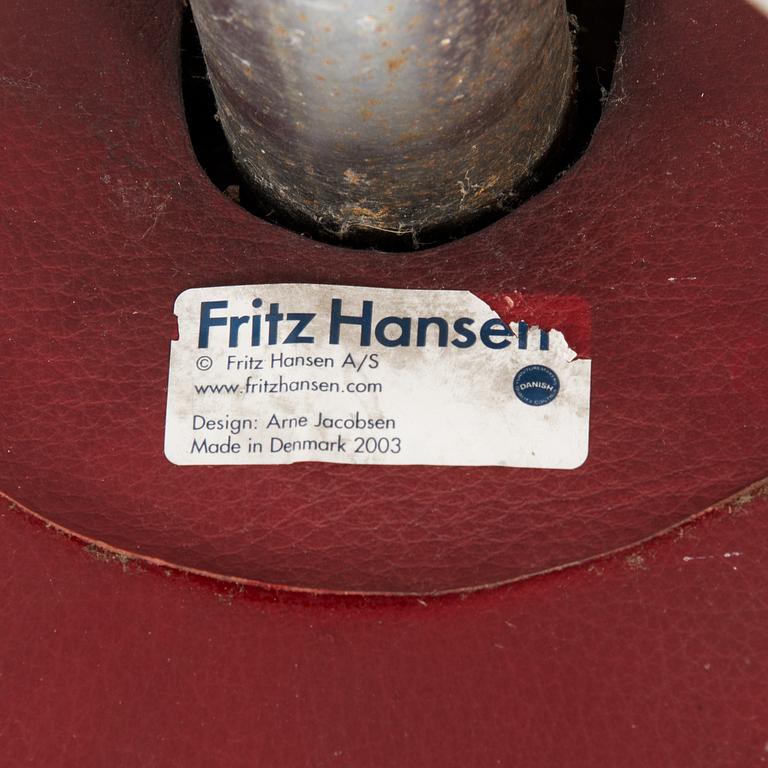 Fritz Hansen
© Fritz Hansen A/S
www.fritzhansen.com
DANISH
Design: Arne Jacobsen
Made in Denmark 2003